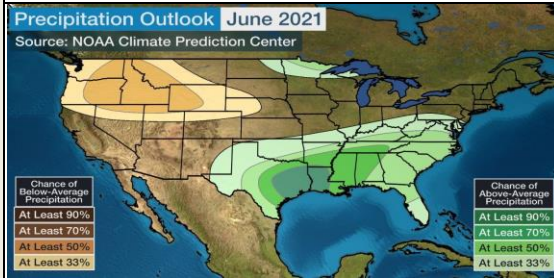 Precipitation Outlook June 2021
Source: NOAA Climate Prediction Center
Chance of
Below-Average
Precipitation
At Least 90%
At Least 70%
At Least 50%
At Least 33%
Chance of
Above-Average
Precipitation
At Least 90%
At Least 70%
At Least 50%
At Least 33%